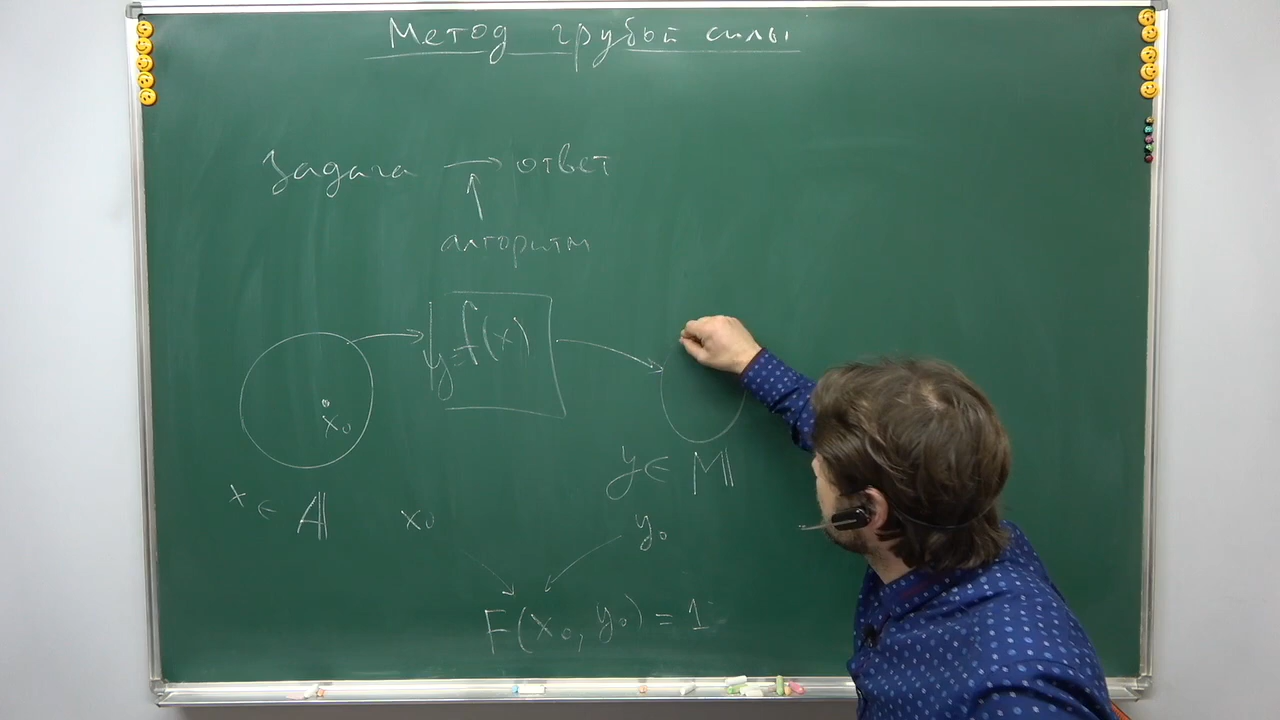 Метод грубой силы
Задача → ответ
алгоритм
y=f(x)
x₀
x ∈ 𝔸
y ∈ 𝕄
x₀
y₀
F(x₀, y₀) = 1